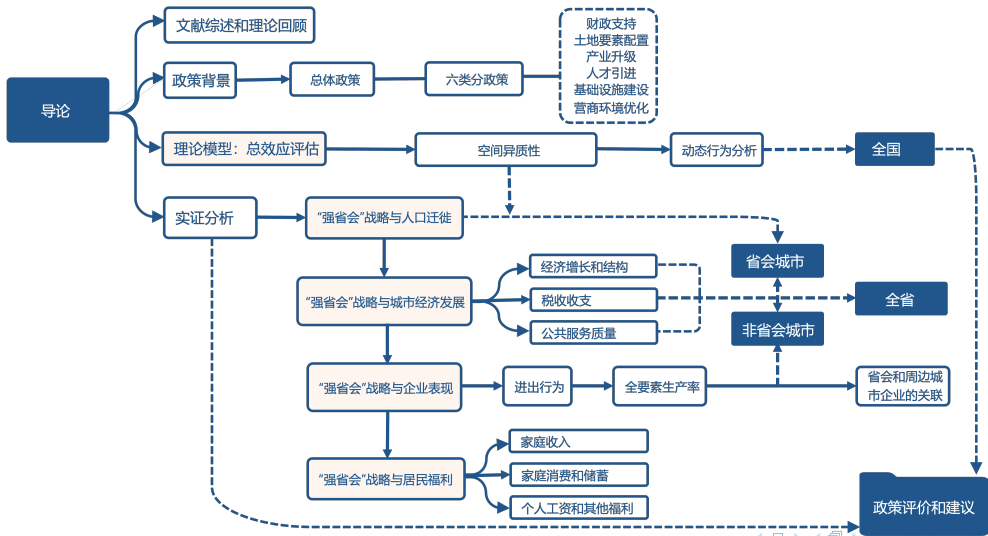 导论
文献综述和理论回顾
政策背景
总体政策
六类分政策
财政支持
土地要素配置
产业升级
人才引进
基础设施建设
营商环境优化
理论模型：总效应评估
空间异质性
动态行为分析
全国
实证分析
“强省会”战略与人口迁徙
省会城市
“强省会”战略与城市经济发展
经济增长和结构
税收收支
公共服务质量
全省
非省会城市
“强省会”战略与企业表现
进出行为
全要素生产率
省会和周边城
市企业的关联
“强省会”战略与居民福利
家庭收入
家庭消费和储蓄
个人工资和其他福利
政策评价和建议